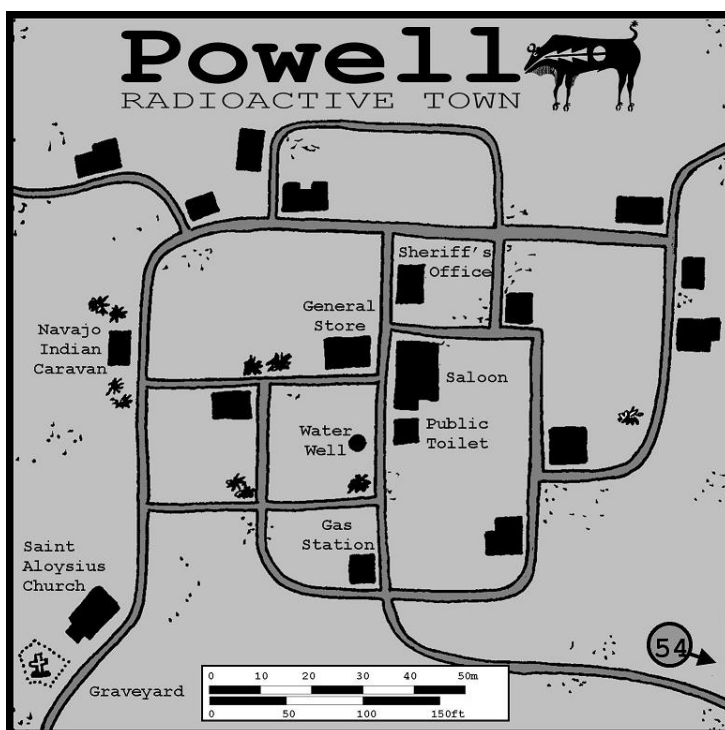 Powell
RADIOACTIVE TOWN
Sheriff's
Office
General
Store
Navajo
Indian
Caravan
Saloon
Public
Toilet
Water
Well
Gas
Station
Saint
Aloysius
Church
54
Graveyard
0 10 20 30 40 50m
0 50 100 150ft